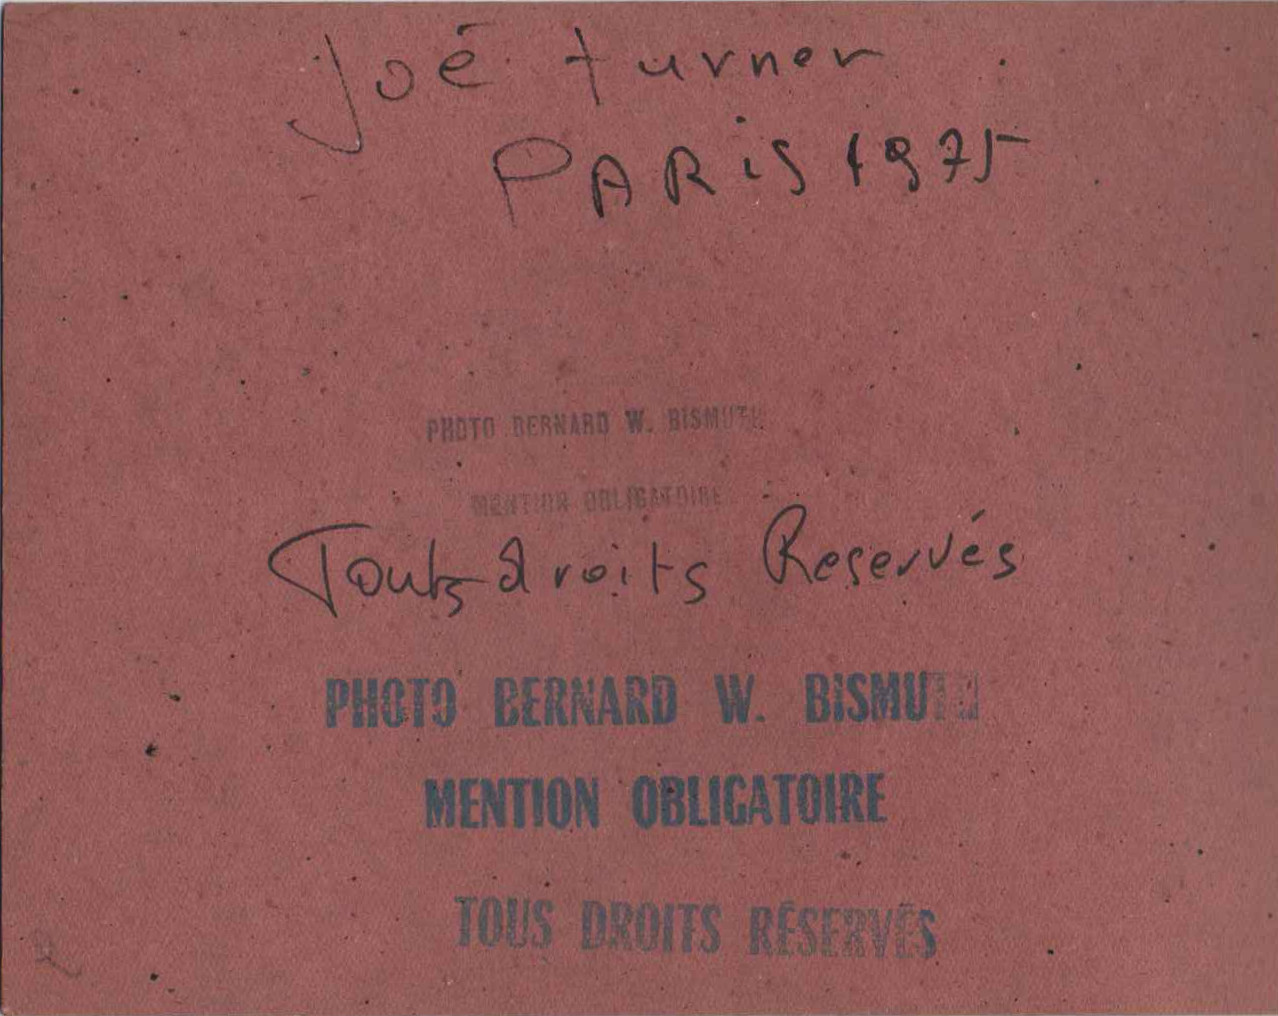 Joé turner
PARiS 1975
PHOTO BERNARD W. BISMUTH
MENTION OBLIGATOIRE
Touts droits Reservés
PHOTO BERNARD W. BISMUTH
MENTION OBLIGATOIRE
TOUS DROITS RÉSERVÉS